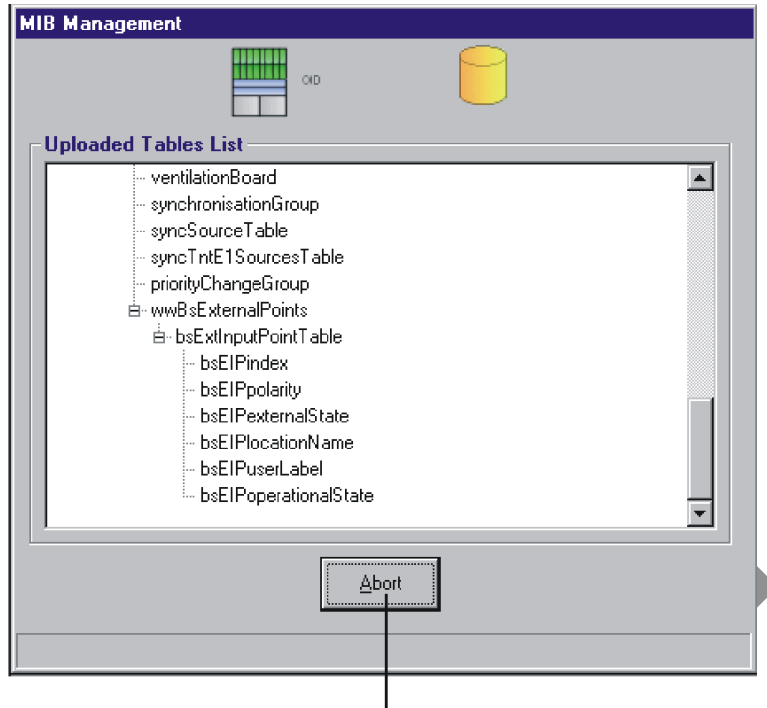 MIB Management
OID
Uploaded Tables List
ventilationBoard
synchronisationGroup
syncSourceTable
syncTntE1SourcesTable
priorityChangeGroup
wwBsExternalPoints
bsExtInputPointTable
bsEIPindex
bsEIPpolarity
bsEIPexternalState
bsEIPlocationName
bsEIPuserLabel
bsEIPoperationalState
Abort